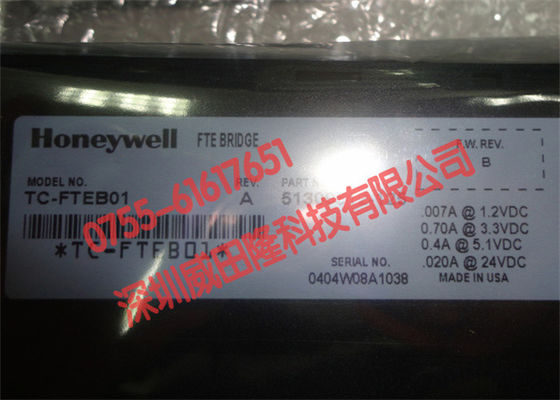 Honeywell FTE BRIDGE
F.W. REV.
B
MODEL NO. REV.
TC-FTEB01 A
*TC-FTEB01*
.007A @ 1.2VDC
0.70A @ 3.3VDC
0.4A @ 5.1VDC
.020A @ 24VDC
SERIAL NO.
0404W08A1038 MADE IN USA
0755-61617651
深圳威田隆科技有限公司